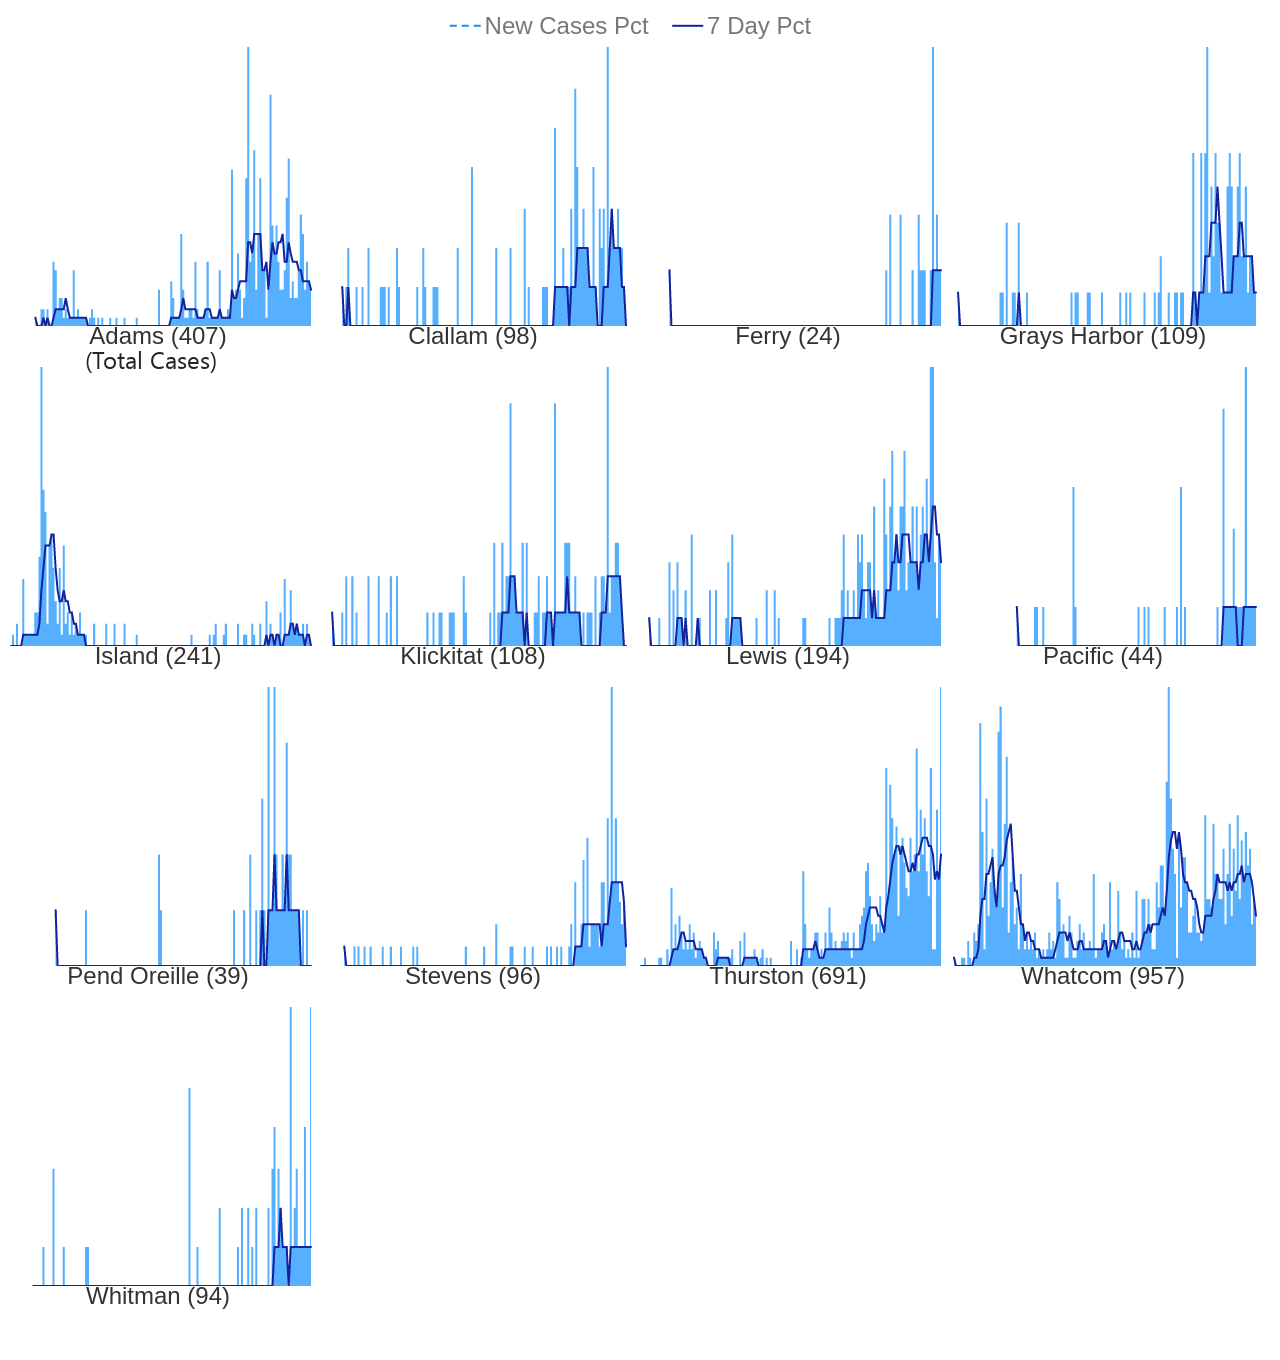 New Cases Pct 7 Day Pct
Adams (407) Clallam (98) Ferry (24) Grays Harbor (109)
(Total Cases)
Island (241) Klickitat (108) Lewis (194) Pacific (44)
Pend Oreille (39) Stevens (96) Thurston (691) Whatcom (957)
Whitman (94)